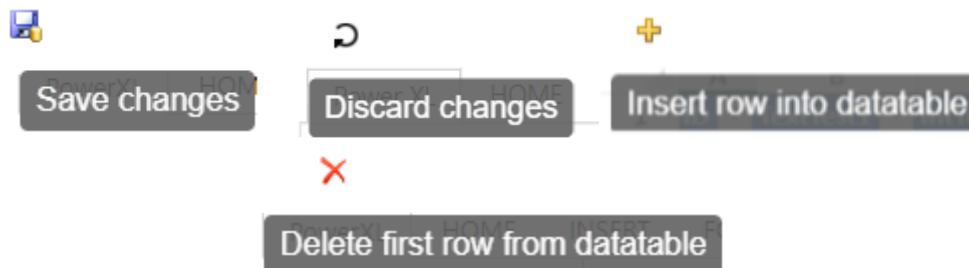 Save changes
Discard changes
Insert row into datatable
Delete first row from datatable